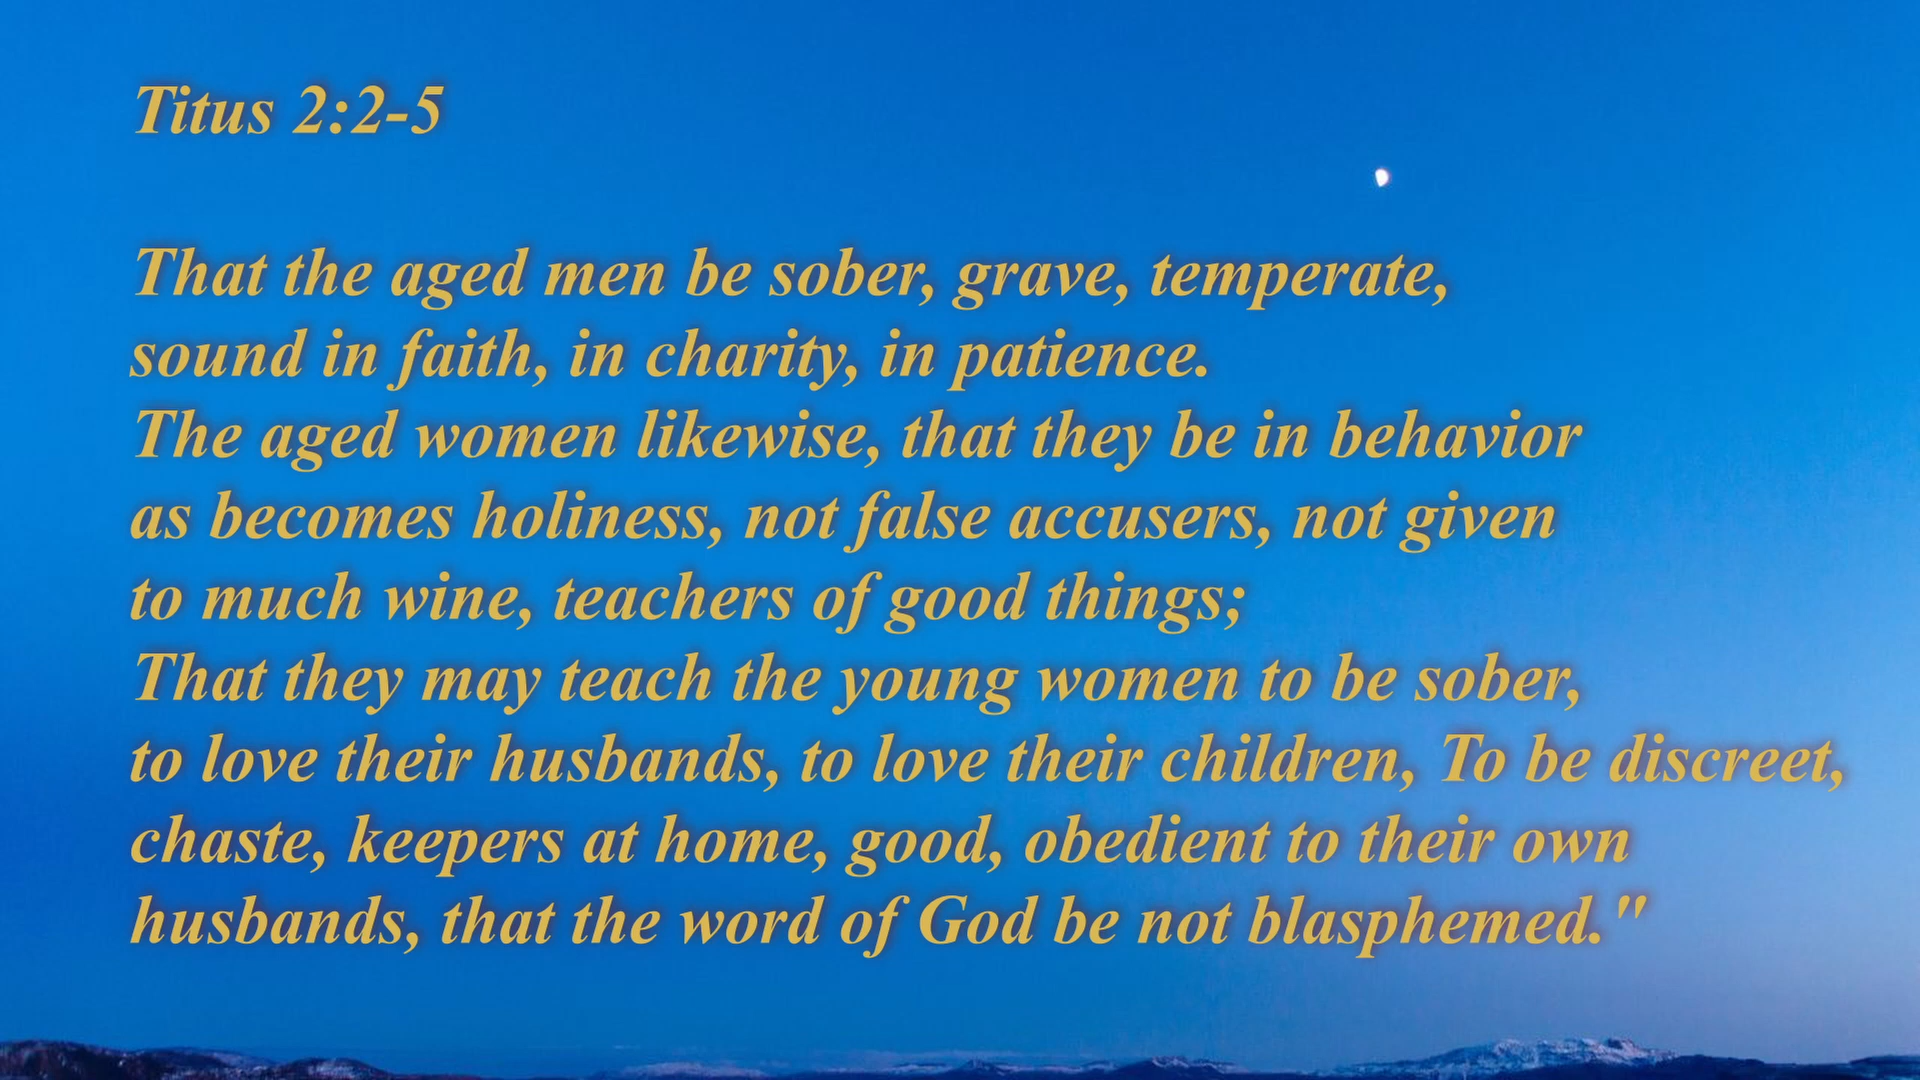 Titus 2:2-5
That the aged men be sober, grave, temperate,
sound in faith, in charity, in patience.
The aged women likewise, that they be in behavior
as becomes holiness, not false accusers, not given
to much wine, teachers of good things;
That they may teach the young women to be sober,
to love their husbands, to love their children, To be discreet,
chaste, keepers at home, good, obedient to their own
husbands, that the word of God be not blasphemed."